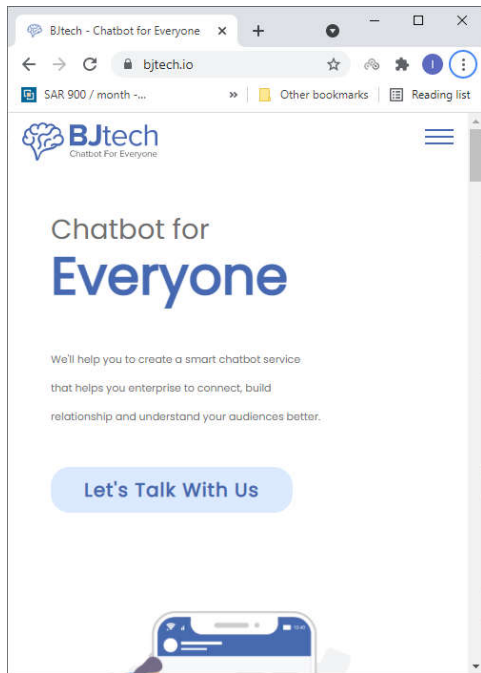 BJtech - Chatbot for Everyone
bjtech.io
I
SAR 900 / month -...
Other bookmarks
Reading list
BJtech
Chatbot For Everyone
Chatbot for
Everyone
We'll help you to create a smart chatbot service
that helps you enterprise to connect, build
relationship and understand your audiences better.
Let's Talk With Us